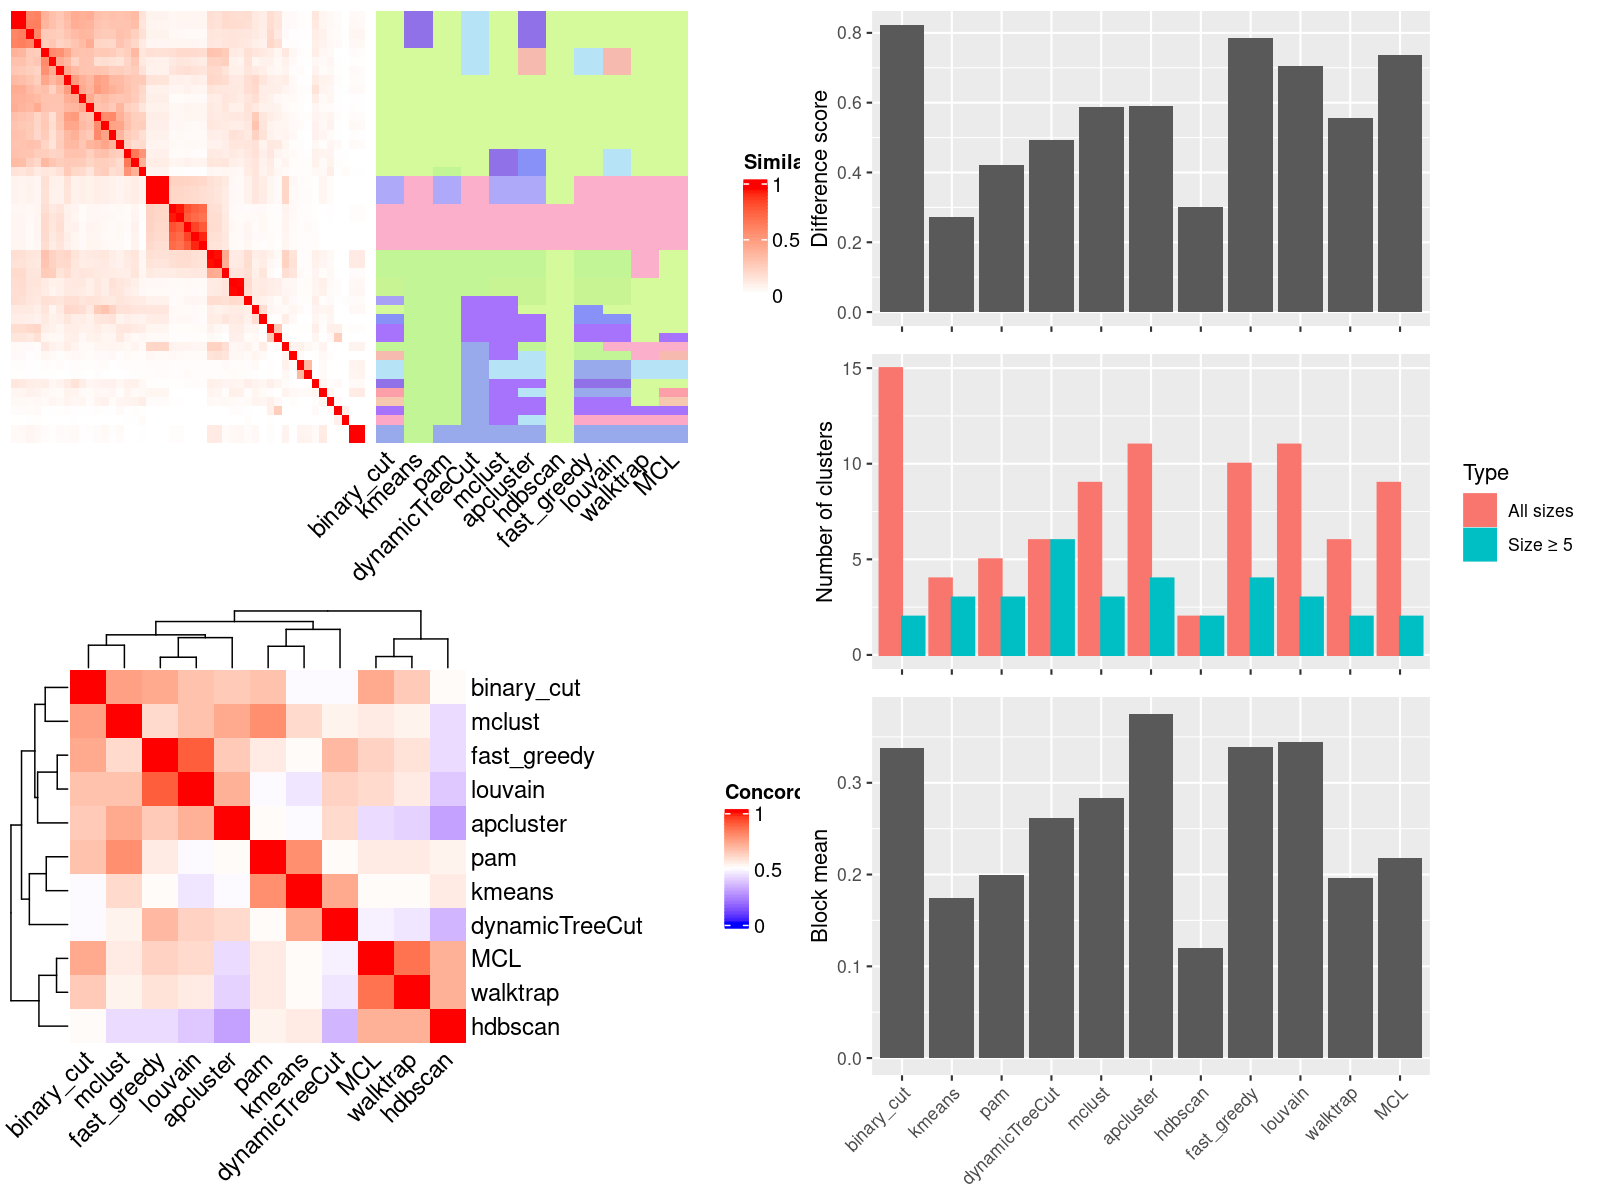 Simila
1
0.5
0
binary_cut
kmeans
pam
dynamicTreeCut
mclust
apcluster
hdbscan
fast_greedy
louvain
walktrap
MCL
binary_cut
mclust
fast_greedy
louvain
apcluster
pam
kmeans
dynamicTreeCut
MCL
walktrap
hdbscan
binary_cut
mclust
fast_greedy
louvain
apcluster
pam
kmeans
dynamicTreeCut
MCL
walktrap
hdbscan
Concord
1
0.5
0
Difference score
0.8
0.6
0.4
0.2
0.0
Number of clusters
15
10
5
0
Type
All sizes
Size ≥ 5
Block mean
0.3
0.2
0.1
0.0
binary_cut
kmeans
pam
dynamicTreeCut
mclust
apcluster
hdbscan
fast_greedy
louvain
walktrap
MCL